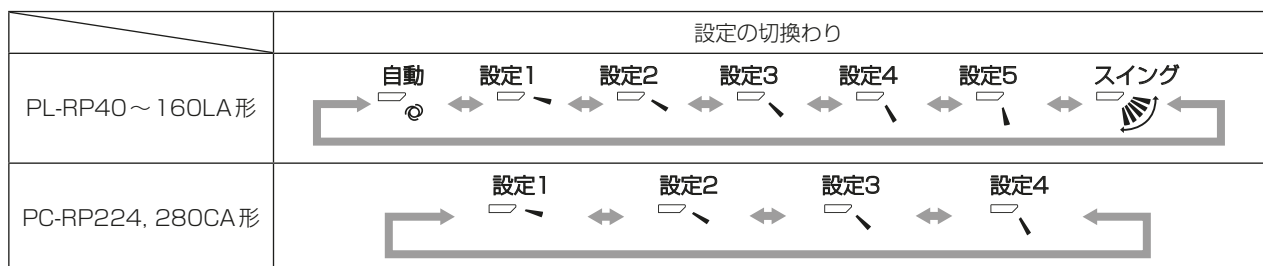 設定の切換わり
PL-RP40～160LA形
自動 設定1 設定2 設定3 設定4 設定5 スイング
PC-RP224, 280CA形
設定1 設定2 設定3 設定4